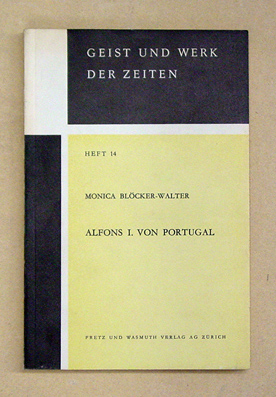 GEIST UND WERK
DER ZEITEN
HEFT 14
MONICA BLÖCKER-WALTER
ALFONS I. VON PORTUGAL
FRETZ UND WASMUTH VERLAG AG ZÜRICH